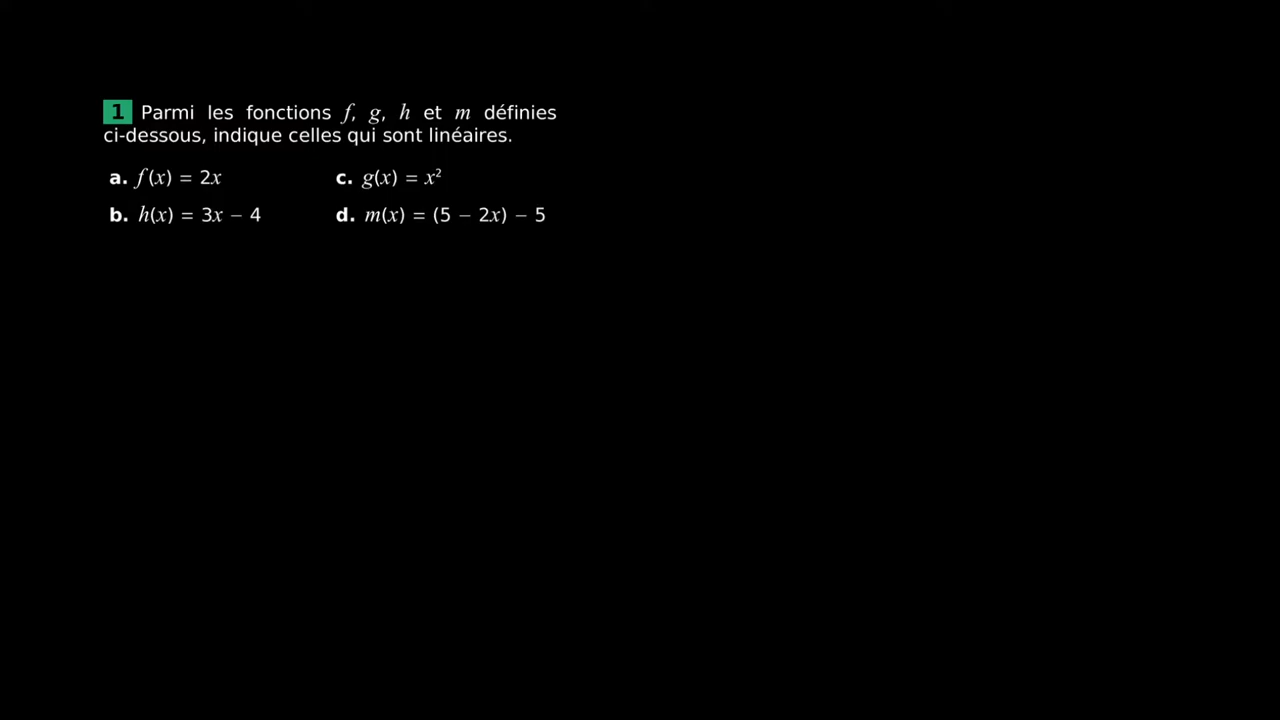 1 Parmi les fonctions f, g, h et m définies
ci-dessous, indique celles qui sont linéaires.
a. f(x) = 2x c. g(x) = x²
b. h(x) = 3x − 4 d. m(x) = (5 − 2x) − 5